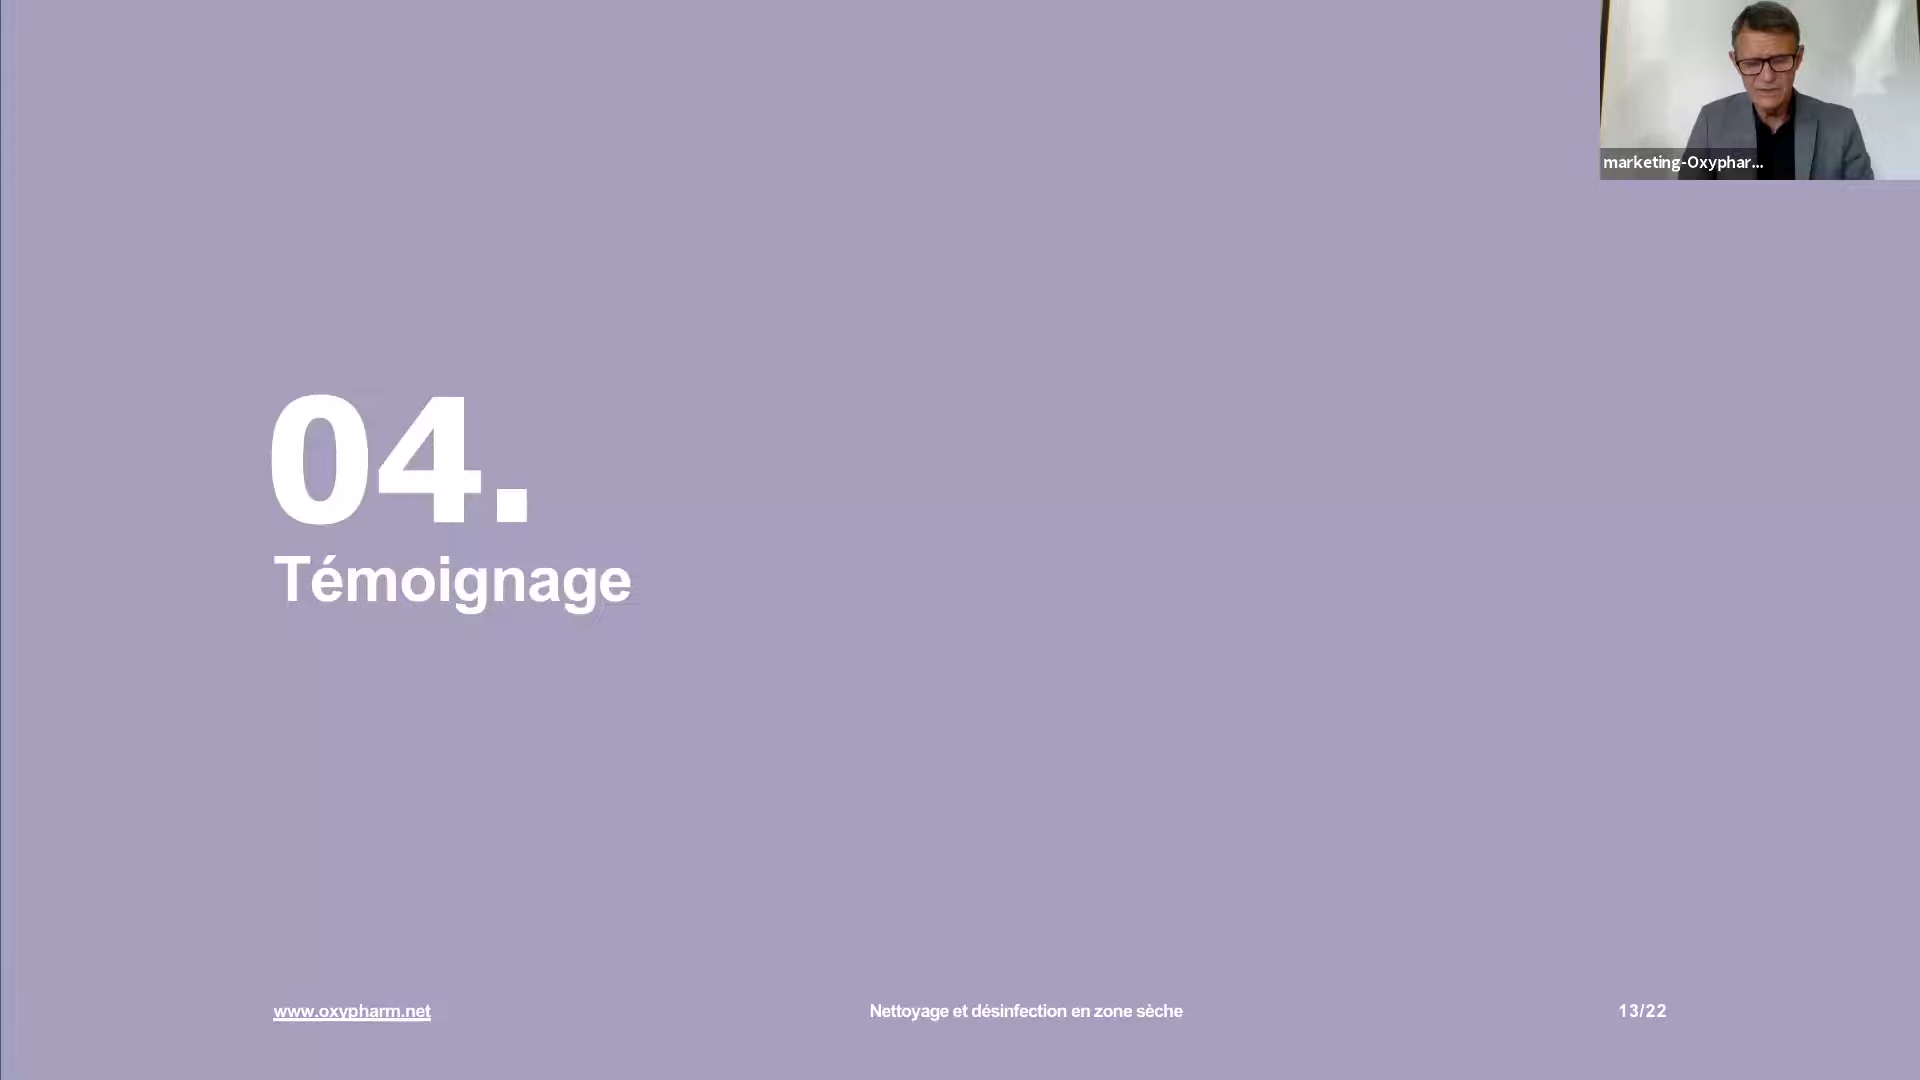 marketing-Oxyphar...
04.
Témoignage
www.oxypharm.net
Nettoyage et désinfection en zone sèche
13/22